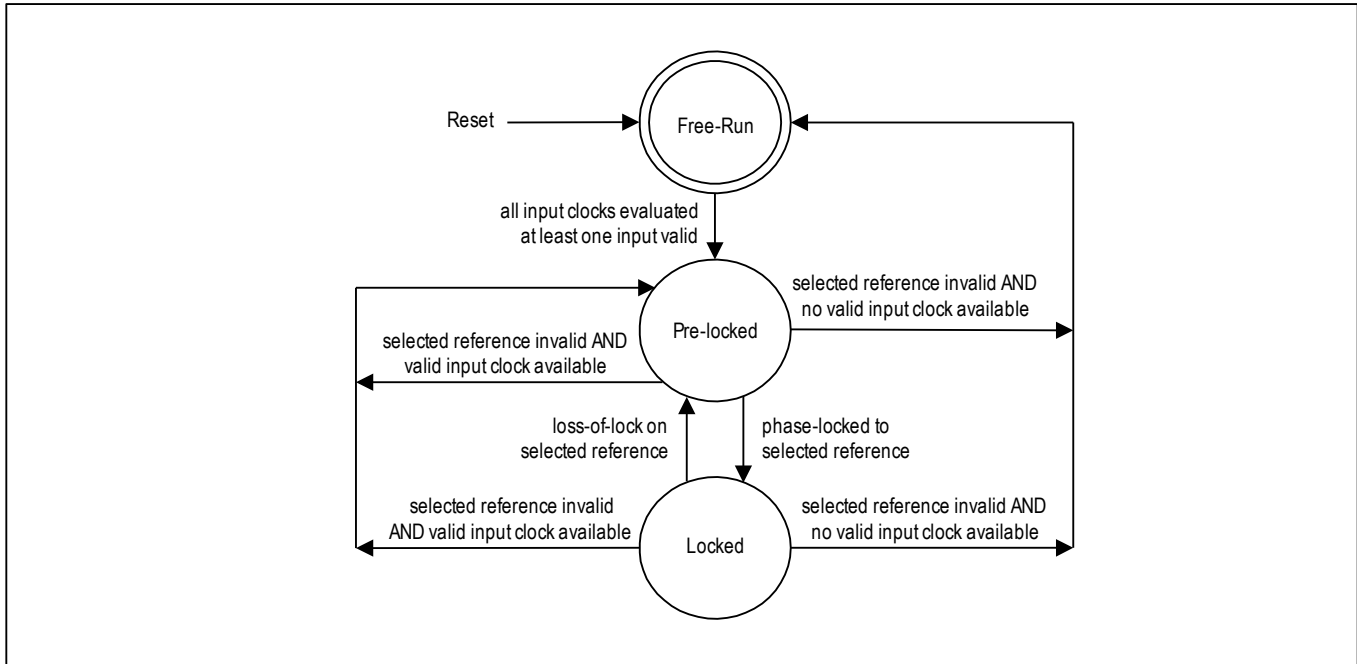 Reset
Free-Run
all input clocks evaluated
at least one input valid
selected reference invalid AND
no valid input clock available
Pre-locked
selected reference invalid AND
valid input clock available
loss-of-lock on
selected reference
phase-locked to
selected reference
selected reference invalid
AND valid input clock available
Locked
selected reference invalid AND
no valid input clock available